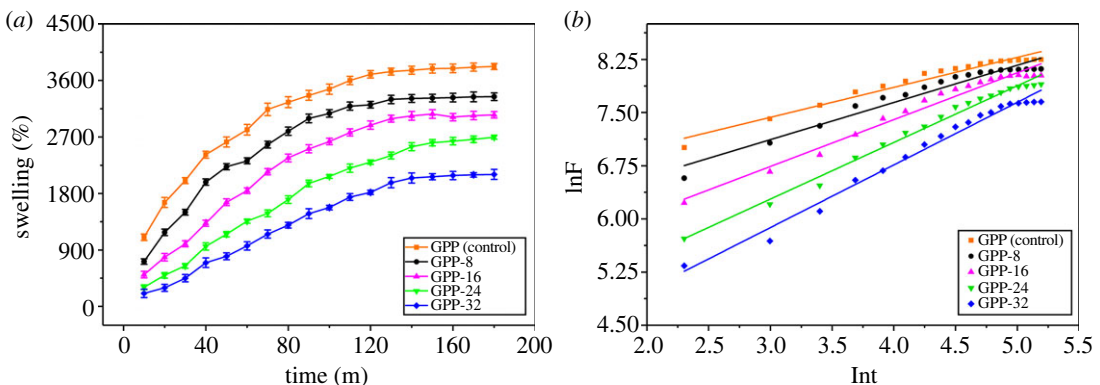 (a)
4500
3600
2700
1800
900
0
swelling (%)
GPP (control)
GPP-8
GPP-16
GPP-24
GPP-32
0 40 80 120 160 200
time (m)
(b)
8.25
7.50
6.75
6.00
5.25
4.50
lnF
GPP (control)
GPP-8
GPP-16
GPP-24
GPP-32
2.0 2.5 3.0 3.5 4.0 4.5 5.0 5.5
Int